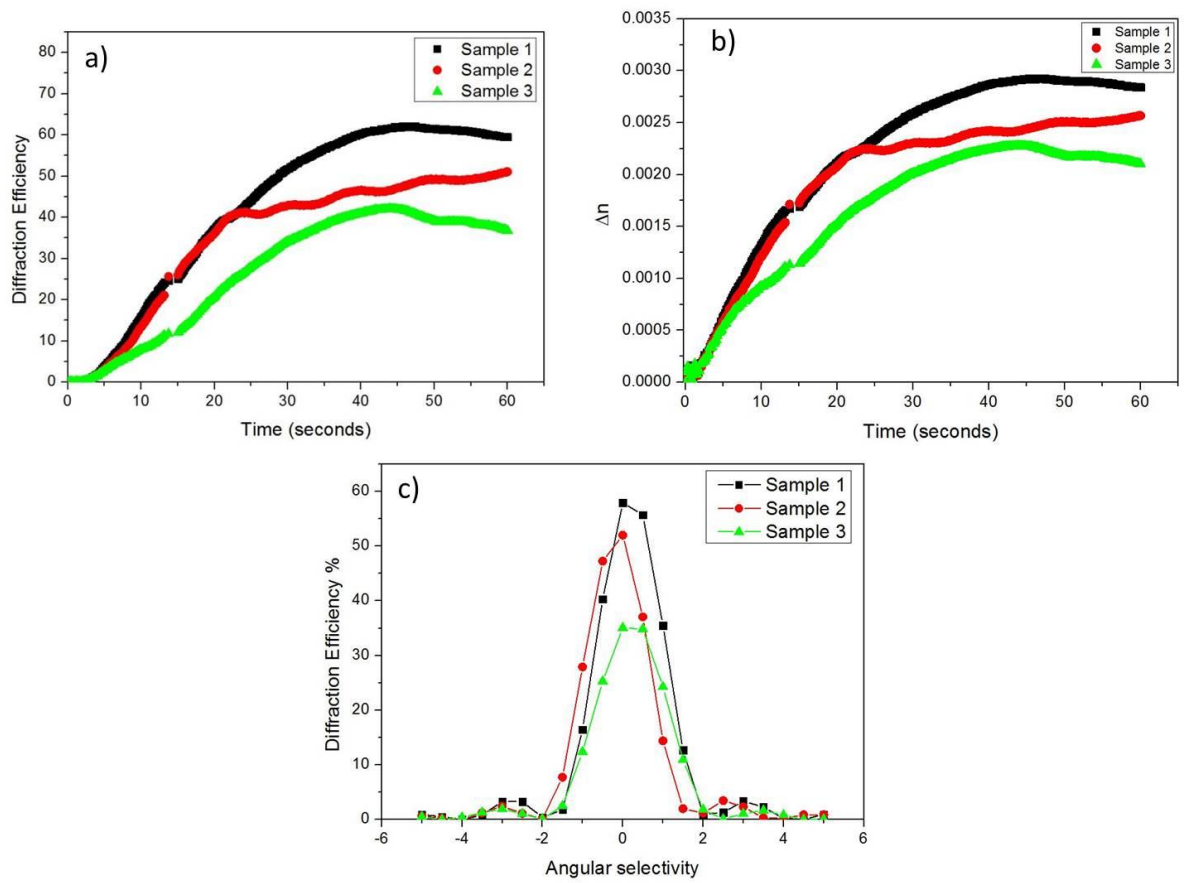 a)
Sample 1
Sample 2
Sample 3
80
70
60
50
40
30
20
10
0
Diffraction Efficiency
0 10 20 30 40 50 60
Time (seconds)
b)
Sample 1
Sample 2
Sample 3
0.0035
0.0030
0.0025
0.0020
0.0015
0.0010
0.0005
0.0000
Δn
0 10 20 30 40 50 60
Time (seconds)
c)
Sample 1
Sample 2
Sample 3
60
50
40
30
20
10
0
Diffraction Efficiency %
-6 -4 -2 0 2 4 6
Angular selectivity